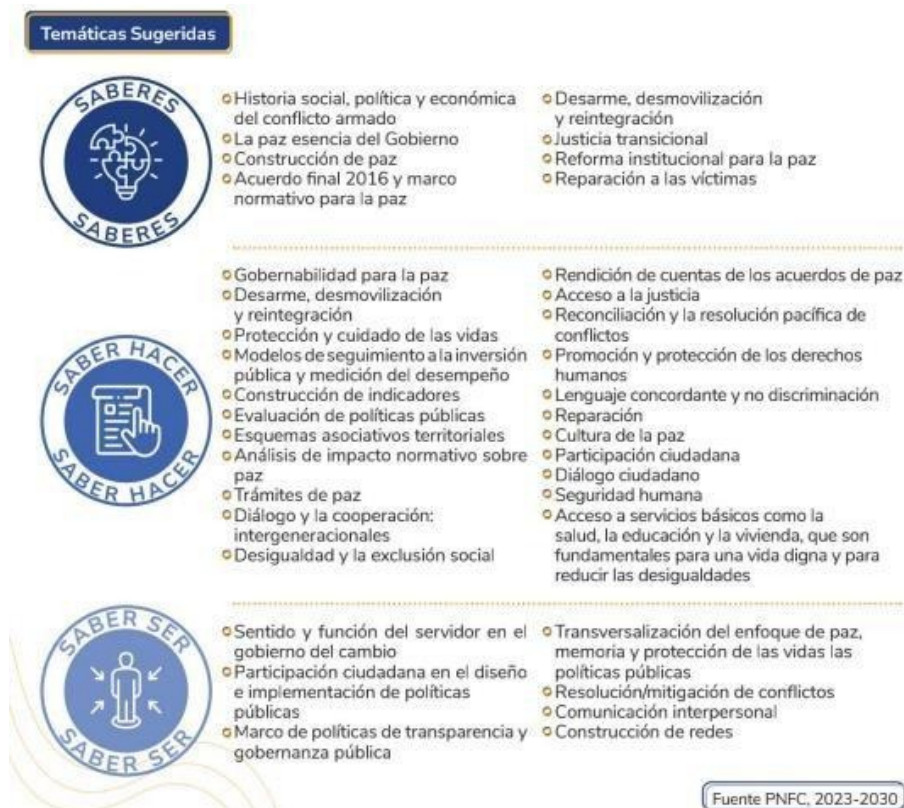 Temáticas Sugeridas
SABERES
SABERES
Historia social, política y económica
del conflicto armado
La paz esencia del Gobierno
Construcción de paz
Acuerdo final 2016 y marco
normativo para la paz
Desarme, desmovilización
y reintegración
Justicia transicional
Reforma institucional para la paz
Reparación a las víctimas
SABER HACER
SABER HACER
Gobernabilidad para la paz
Desarme, desmovilización
y reintegración
Protección y cuidado de las vidas
Modelos de seguimiento a la inversión
pública y medición del desempeño
Construcción de indicadores
Evaluación de políticas públicas
Esquemas asociativos territoriales
Análisis de impacto normativo sobre
paz
Trámites de paz
Diálogo y la cooperación:
intergeneracionales
Desigualdad y la exclusión social
Rendición de cuentas de los acuerdos de paz
Acceso a la justicia
Reconciliación y la resolución pacífica de
conflictos
Promoción y protección de los derechos
humanos
Lenguaje concordante y no discriminación
Reparación
Cultura de la paz
Participación ciudadana
Diálogo ciudadano
Seguridad humana
Acceso a servicios básicos como la
salud, la educación y la vivienda, que son
fundamentales para una vida digna y para
reducir las desigualdades
SABER SER
SABER SER
Sentido y función del servidor en el
gobierno del cambio
Participación ciudadana en el diseño
e implementación de políticas
públicas
Marco de políticas de transparencia y
gobernanza pública
Transversalización del enfoque de paz,
memoria y protección de las vidas las
políticas públicas
Resolución/mitigación de conflictos
Comunicación interpersonal
Construcción de redes
Fuente PNFC, 2023-2030